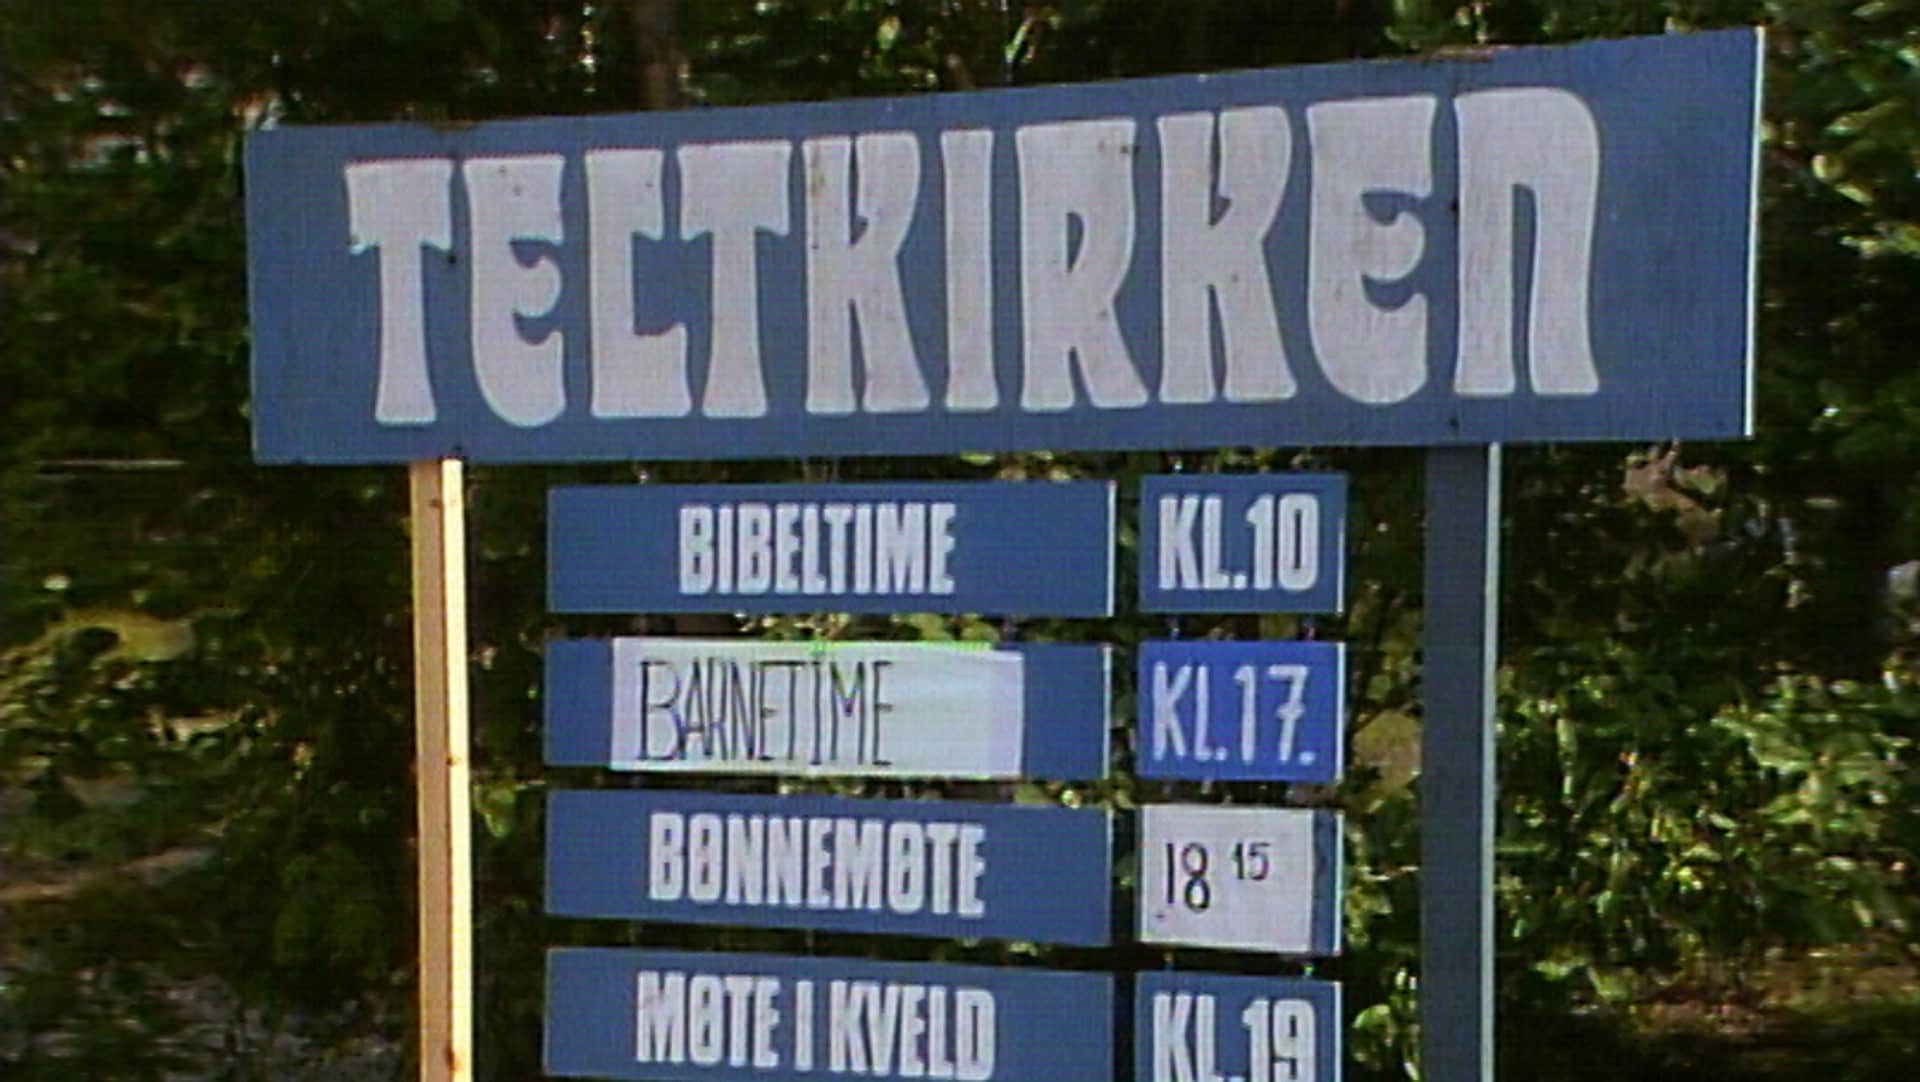 TELTKIRKEN
BIBELTIME KL.10
BARNETIME KL.17.
BØNNEMØTE 18 15
MØTE I KVELD KL.19